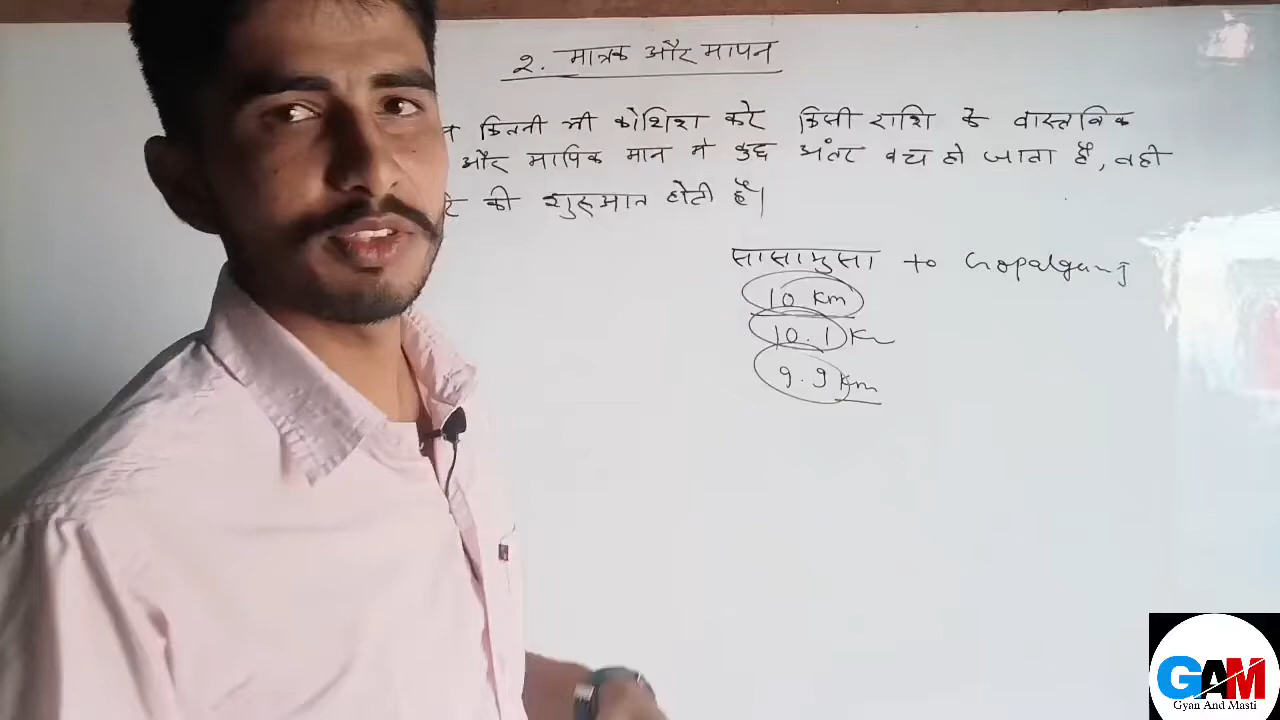 २. मात्रक और मापन
कितनी भी कोशिश करे किसी राशि के वास्तविक
और मापिक मान मे कुछ अंतर बच हो जाता है, वही
की शुरुआत होती है।
सासामुसा to Gopalganj
10 Km
10.1 Km
9.9 Km
GAM
Gyan And Masti